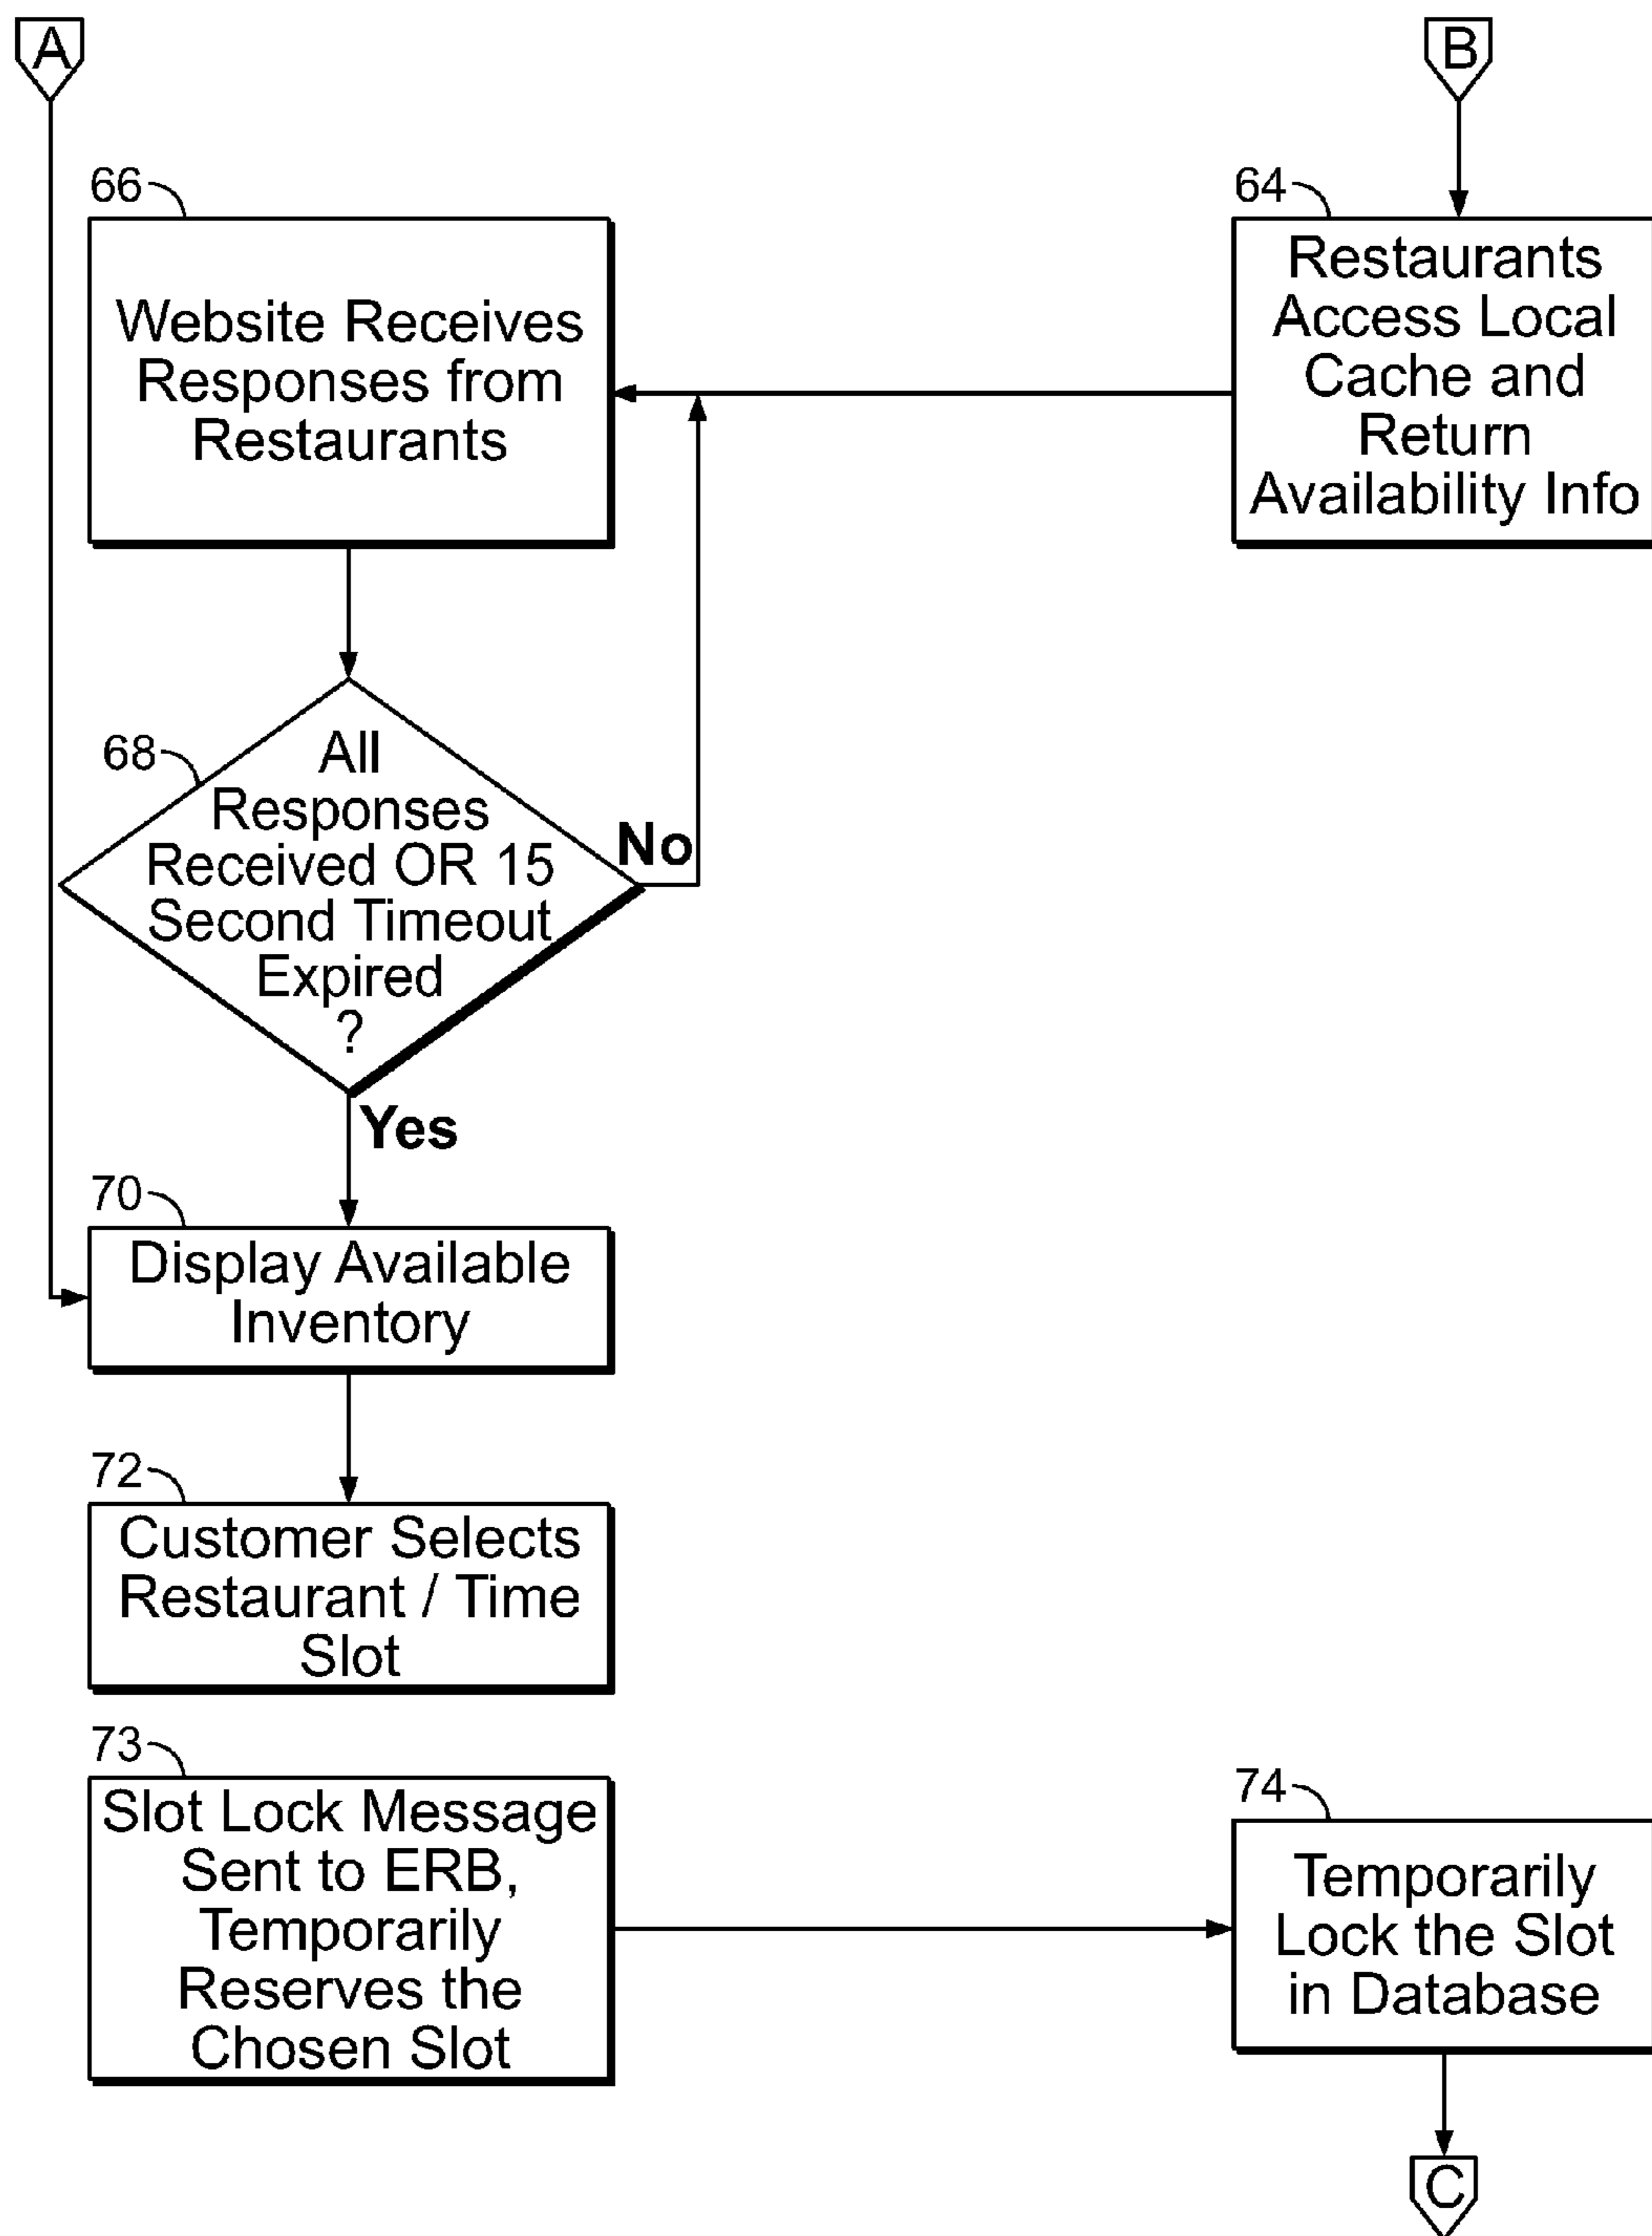 A
B
66
Website Receives
Responses from
Restaurants
64
Restaurants
Access Local
Cache and
Return
Availability Info
68
All
Responses
Received OR 15
Second Timeout
Expired
?
No
Yes
70
Display Available
Inventory
72
Customer Selects
Restaurant / Time
Slot
73
Slot Lock Message
Sent to ERB,
Temporarily
Reserves the
Chosen Slot
74
Temporarily
Lock the Slot
in Database
C